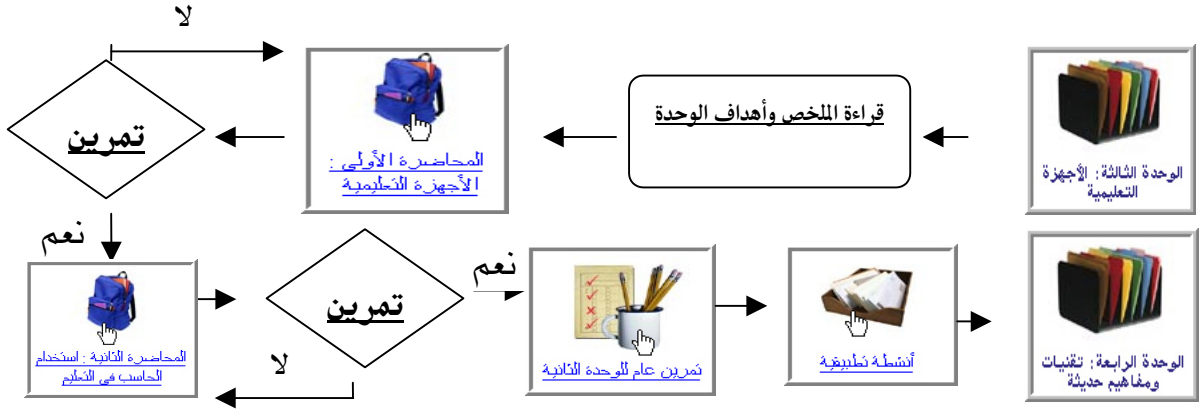 الوحدة الثالثة: الأجهزة
التعليمية
قراءة الملخص وأهداف الوحدة
المحاضرة الأولى :
الأجهزة التعليمية
لا
تمرين
نعم
المحاضرة الثانية : استخدام
الحاسب في التعليم
تمرين
لا
نعم
تمرين عام للوحدة الثانية
أنشطة تطبيقية
الوحدة الرابعة: تقنيات
ومفاهيم حديثة